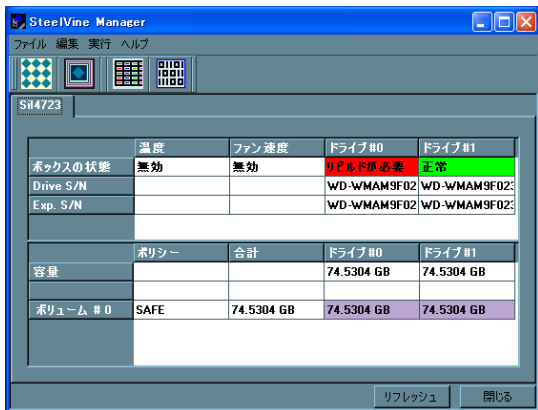 SteelVine Manager
ファイル 編集 実行 ヘルプ
SiI4723
温度 ファン速度 ドライブ#0 ドライブ#1
ボックスの状態 無効 無効 リビルドが必要 正常
Drive S/N WD-WMAM9F02 WD-WMAM9F023
Exp. S/N WD-WMAM9F02 WD-WMAM9F023
ポリシー 合計 ドライブ#0 ドライブ#1
容量 74.5304 GB 74.5304 GB
ボリューム #0 SAFE 74.5304 GB 74.5304 GB 74.5304 GB
リフレッシュ 閉じる